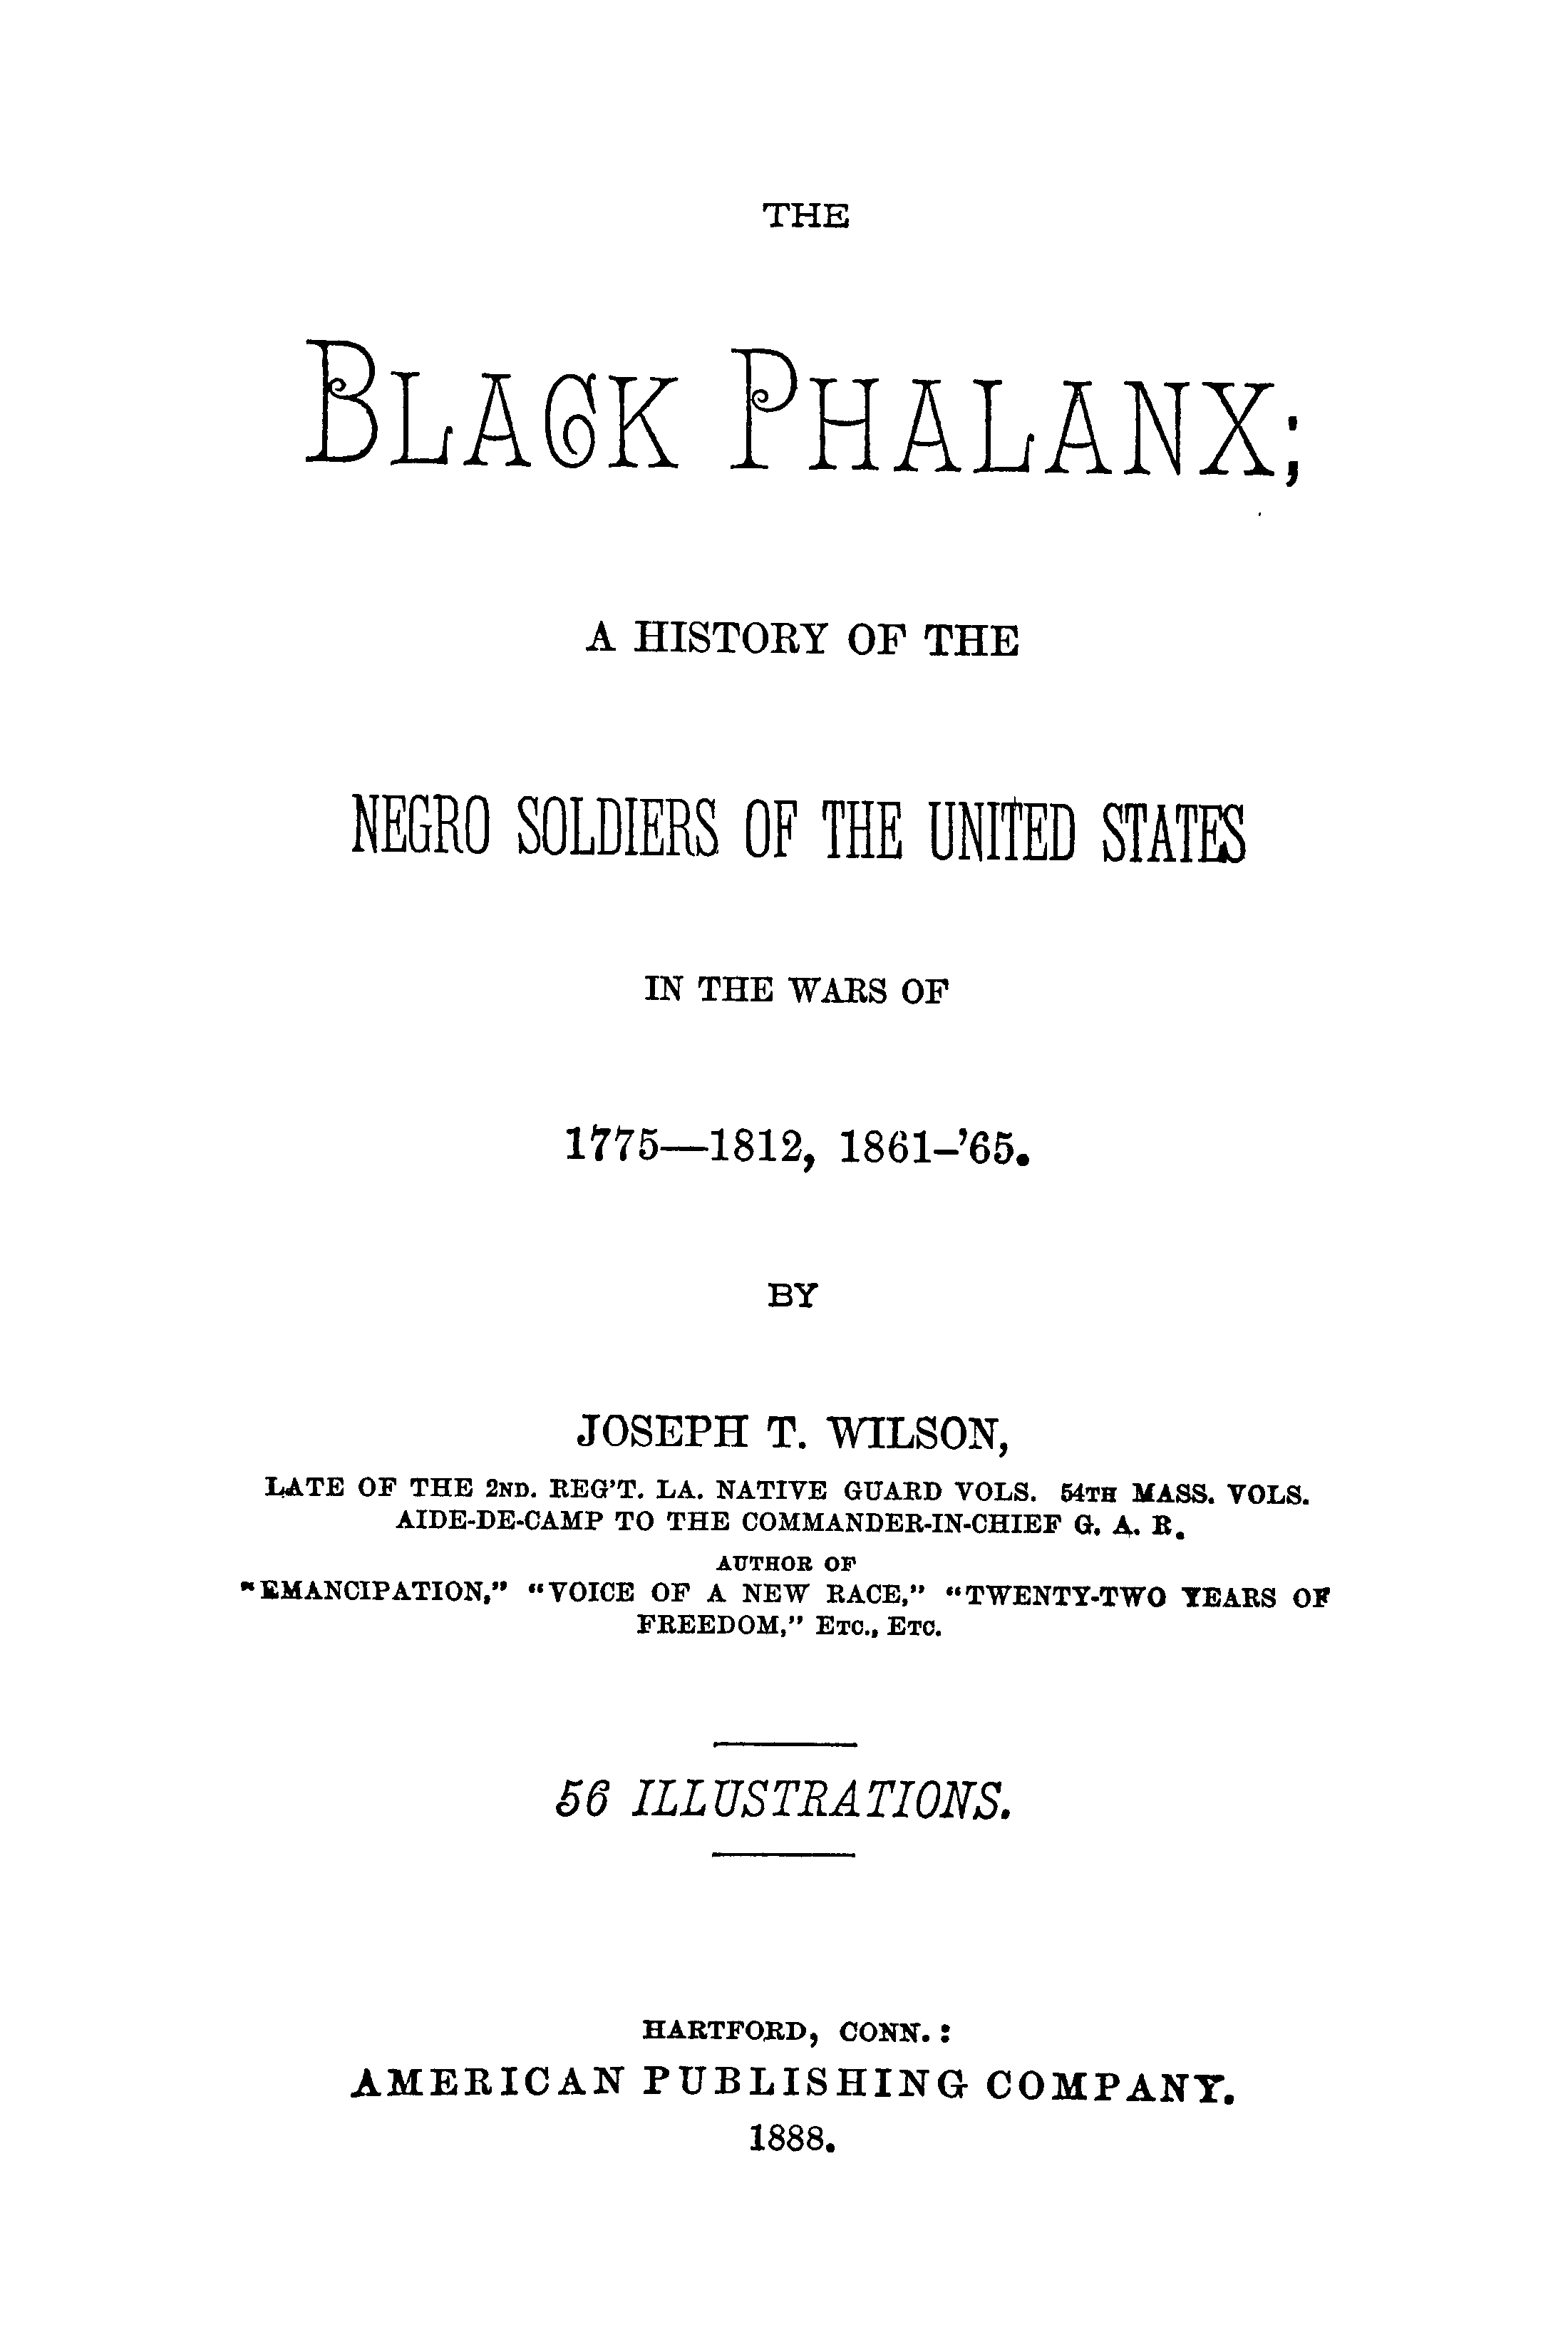 THE
BLACK PHALANX;
A HISTORY OF THE
NEGRO SOLDIERS OF THE UNITED STATES
IN THE WARS OF
1775—1812, 1861–’65.
BY
JOSEPH T. WILSON,
LATE OF THE 2ND. REG’T. LA. NATIVE GUARD VOLS. 54TH MASS. VOLS.
AIDE-DE-CAMP TO THE COMMANDER-IN-CHIEF G. A. R.
AUTHOR OF
“EMANCIPATION,” “VOICE OF A NEW RACE,” “TWENTY-TWO YEARS OF
FREEDOM,” ETC., ETC.
56 ILLUSTRATIONS.
HARTFORD, CONN.:
AMERICAN PUBLISHING COMPANY.
1888.